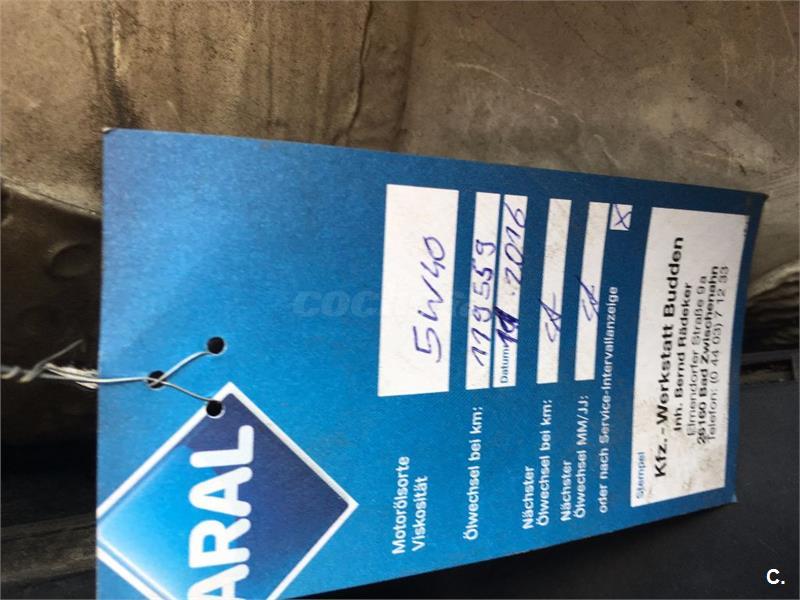 ARAL
Motorölsorte
Viskosität
5W40
Ölwechsel bei km:
119559
Datum
2016
Nächster
Ölwechsel bei km:
Nächster
Ölwechsel MM/JJ:
oder nach Service-Intervallanzeige
X
Stempel
Kfz.-Werkstatt Budden
Inh. Bernd Rädeker
Elmendorfer Straße 9a
26160 Bad Zwischenahn
Telefon: (0 44 03) 7 12 33
C.